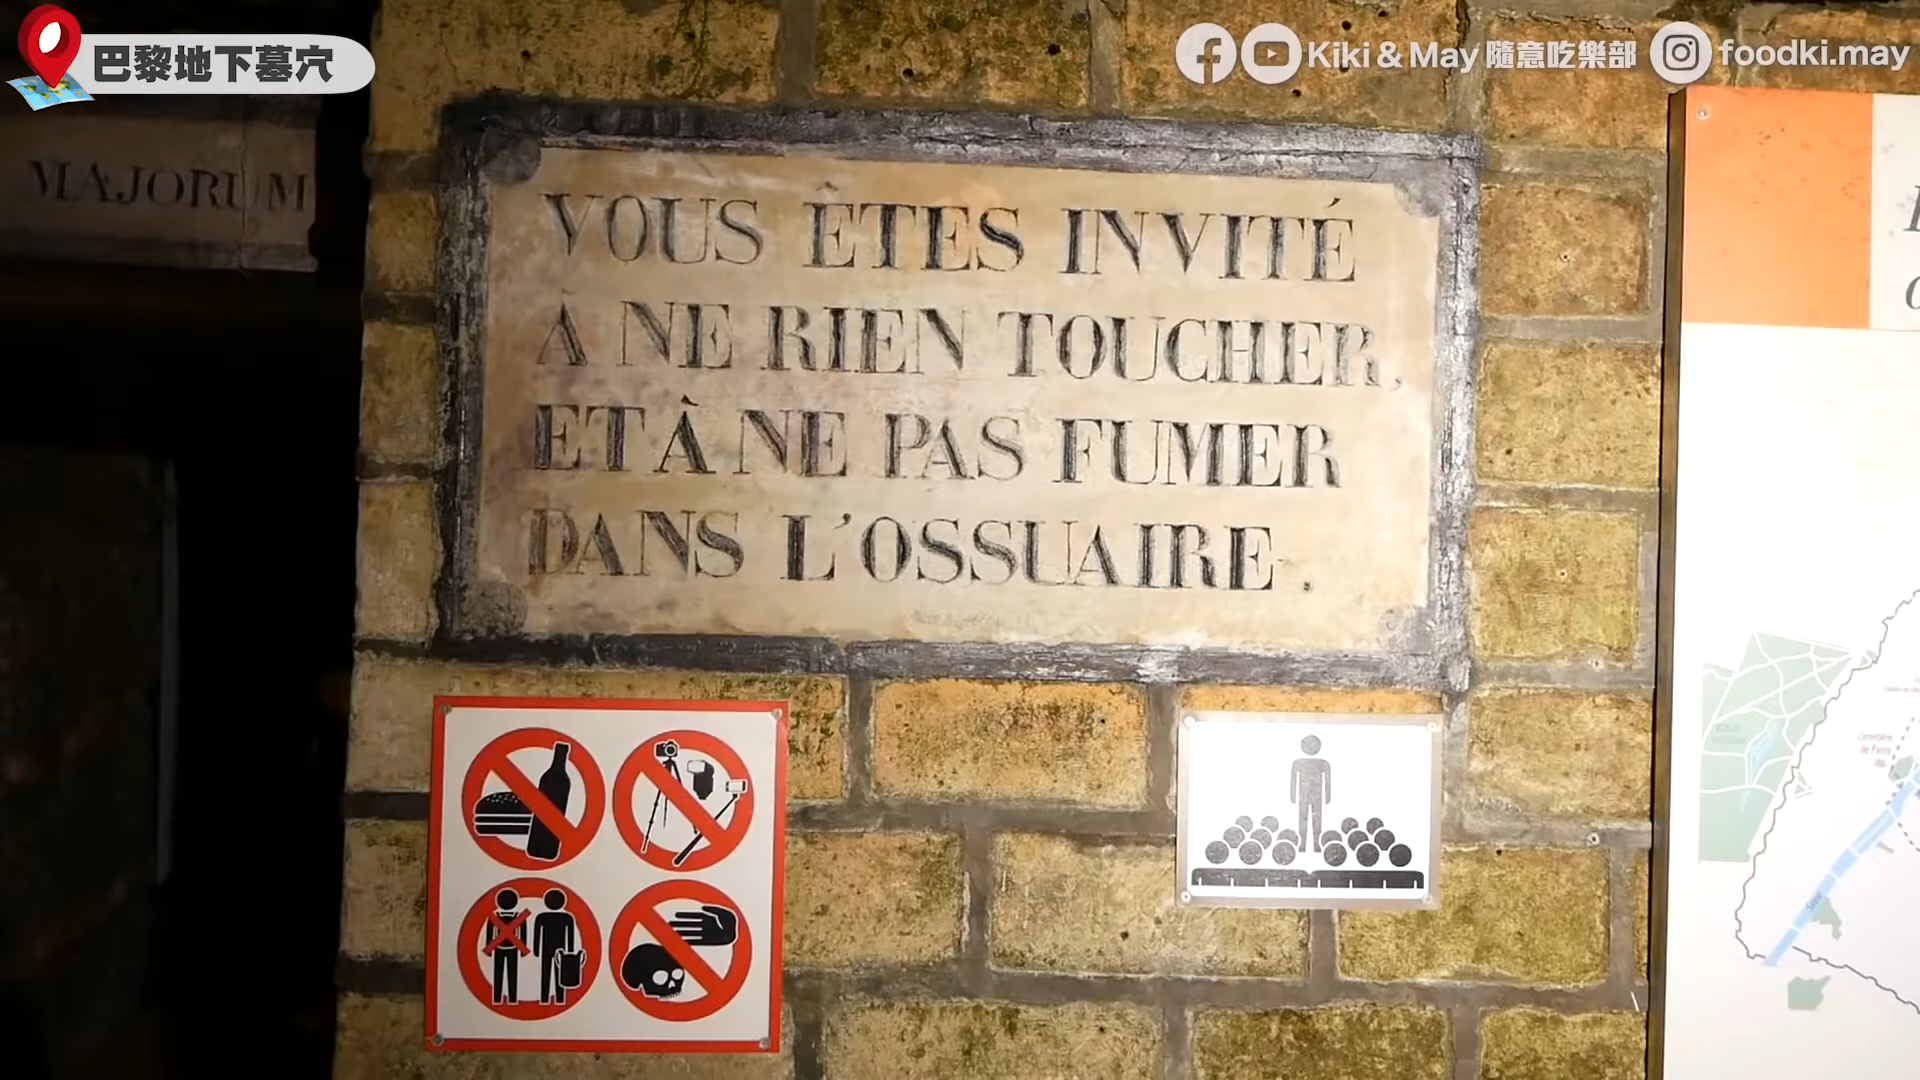 巴黎地下墓穴
Kiki & May 隨意吃樂部
foodki.may
MAJORUM
VOUS ÊTES INVITÉ
À NE RIEN TOUCHER,
ET À NE PAS FUMER
DANS L'OSSUAIRE.